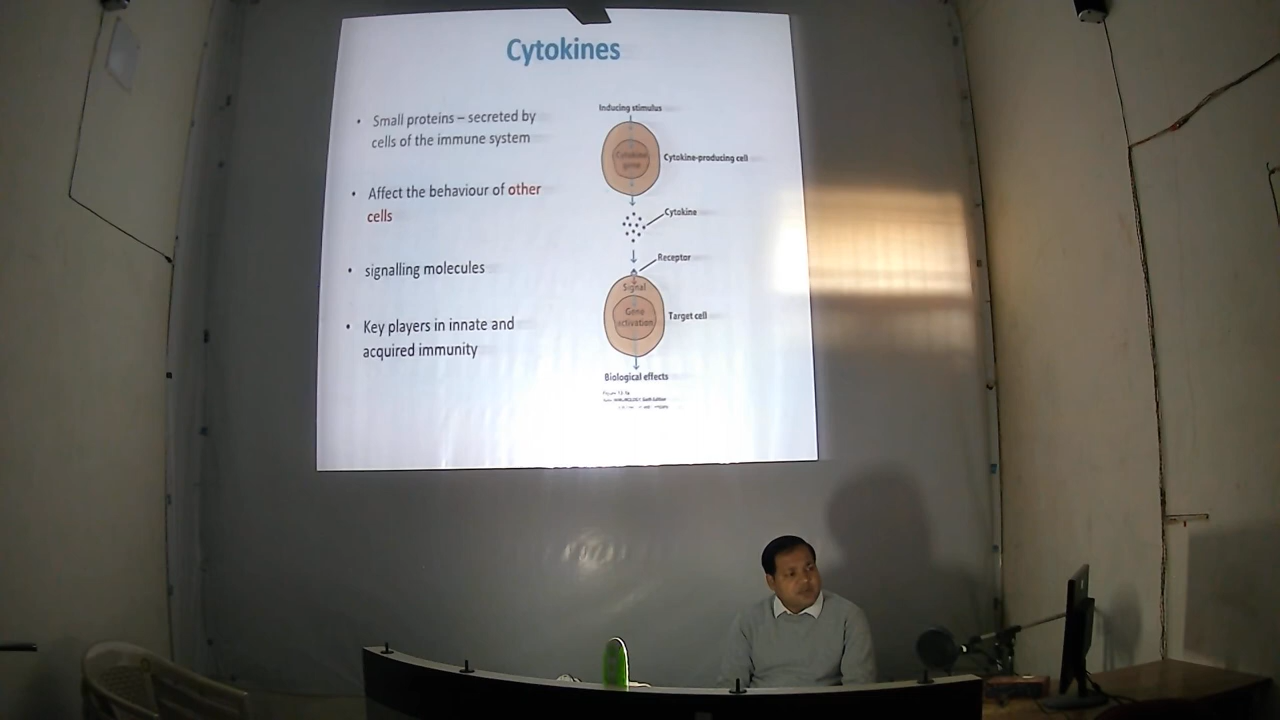 Cytokines
• Small proteins – secreted by
cells of the immune system
• Affect the behaviour of other
cells
• signalling molecules
• Key players in innate and
acquired immunity
Inducing stimulus
Cytokine
gene
Cytokine-producing cell
Cytokine
Receptor
Signal
Gene
activation
Target cell
Biological effects